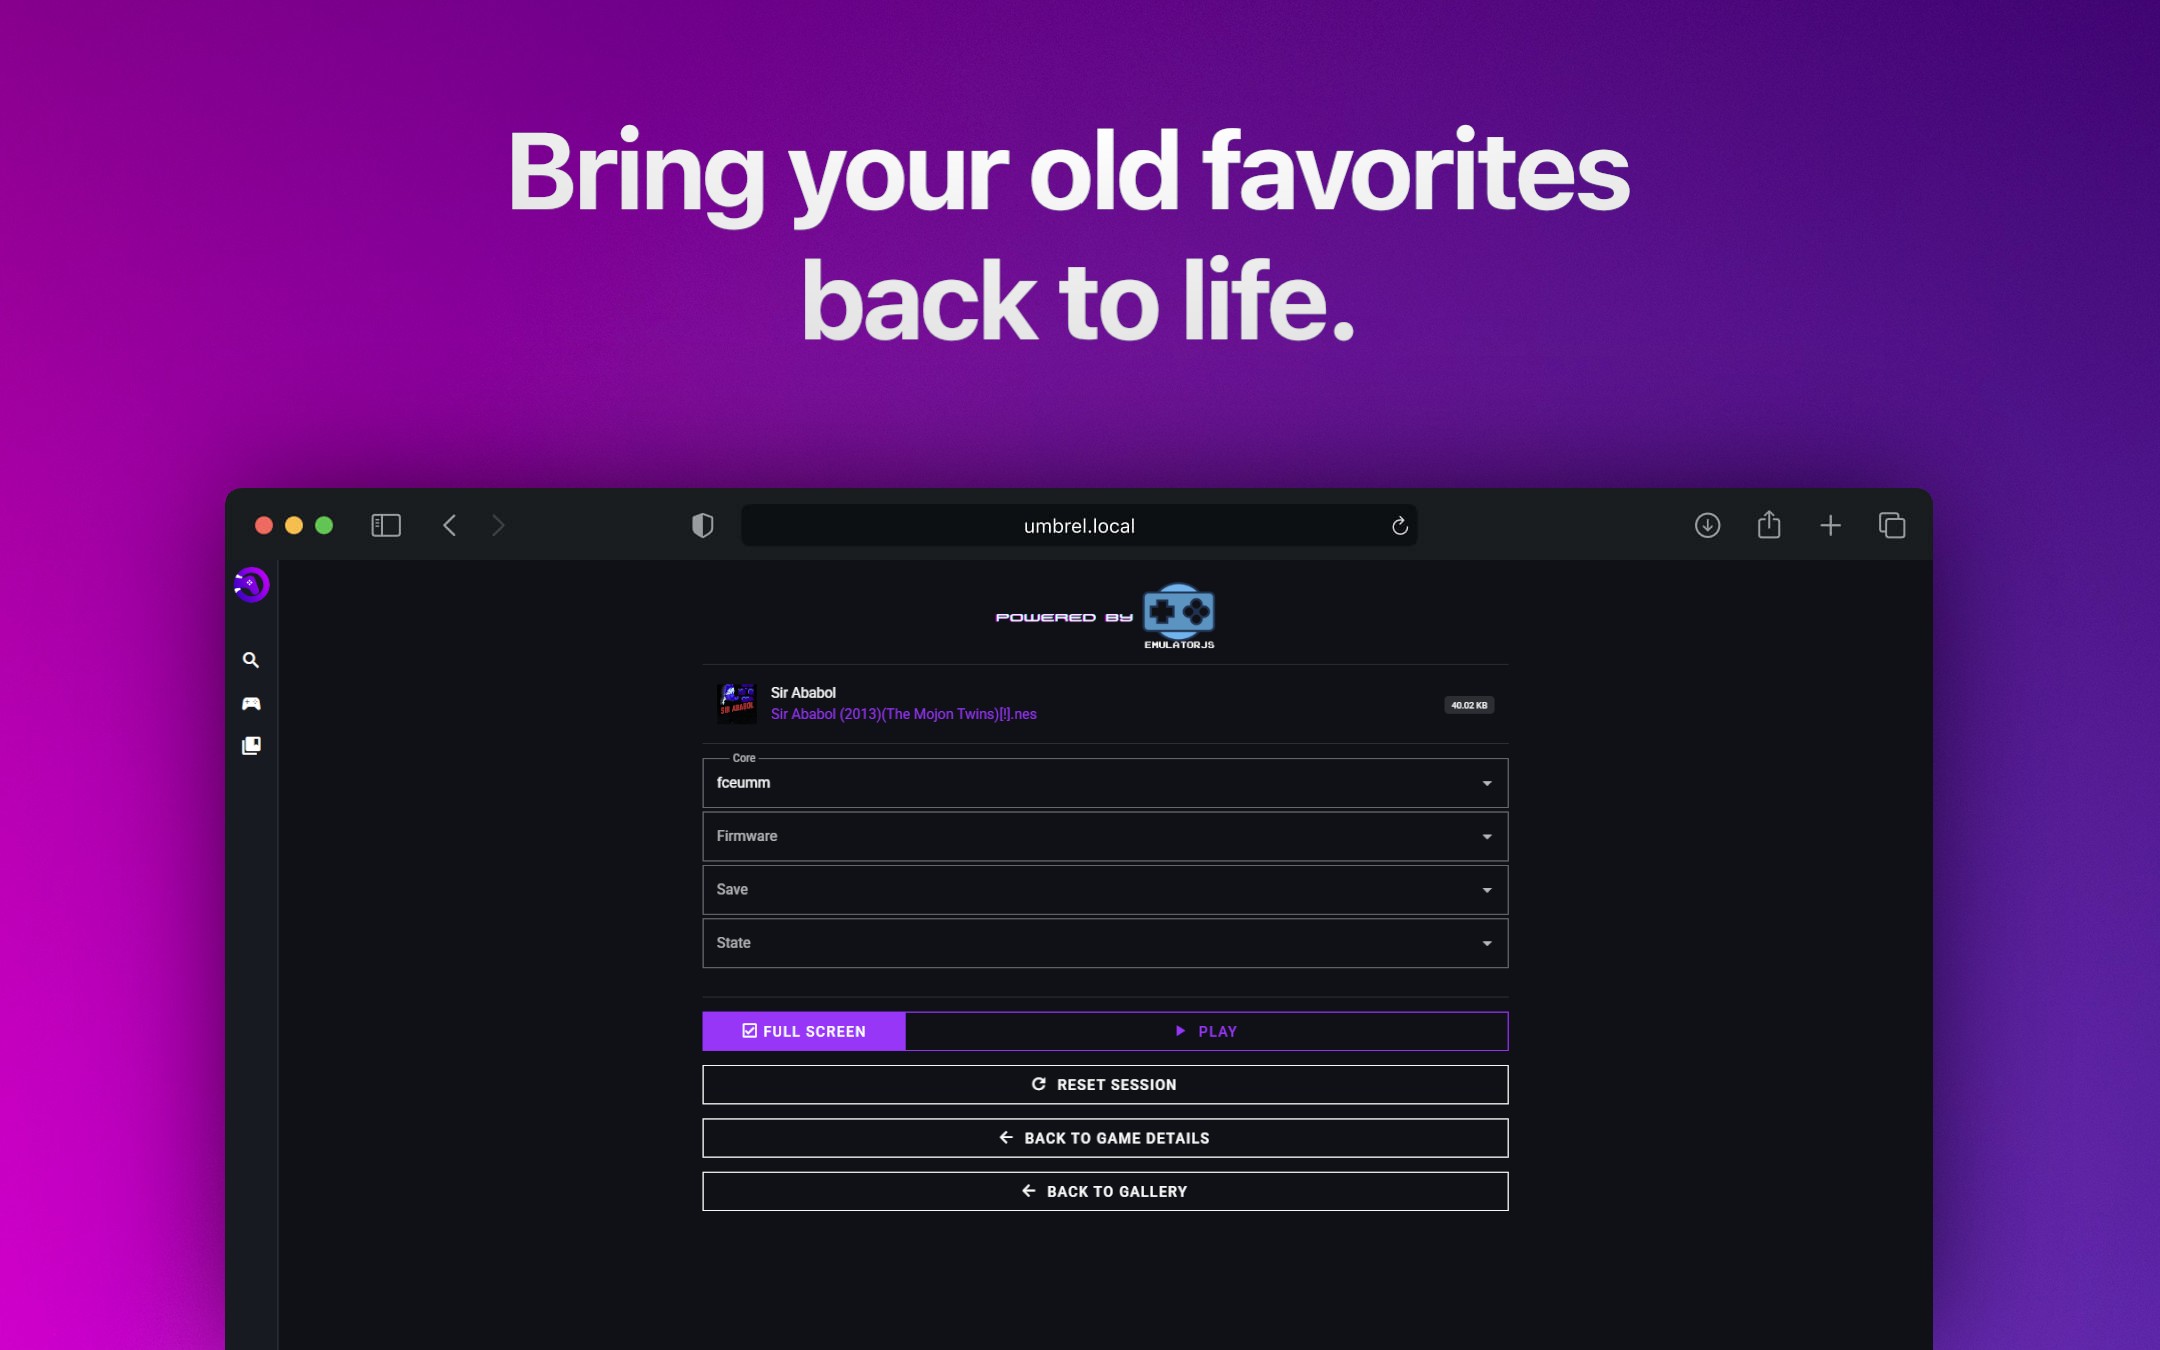 Bring your old favorites
back to life.
umbrel.local
POWERED BY
EMULATORJS
Sir Ababol
Sir Ababol (2013)(The Mojon Twins)[!].nes
SIR ABABOL
40.02 KB
Core
fceumm
Firmware
Save
State
FULL SCREEN
PLAY
RESET SESSION
BACK TO GAME DETAILS
BACK TO GALLERY